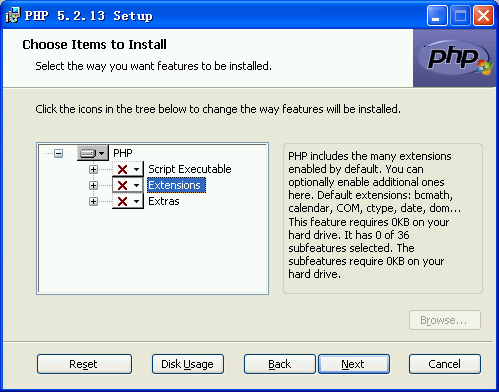 PHP 5.2.13 Setup
Choose Items to Install
Select the way you want features to be installed.
php
Click the icons in the tree below to change the way features will be installed.
PHP
Script Executable
Extensions
Extras
PHP includes the many extensions
enabled by default. You can
optionally enable additional ones
here. Default extensions: bcmath,
calendar, COM, ctype, date, dom...
This feature requires 0KB on your
hard drive. It has 0 of 36
subfeatures selected. The
subfeatures require 0KB on your
hard drive.
Browse...
Reset
Disk Usage
Back
Next
Cancel